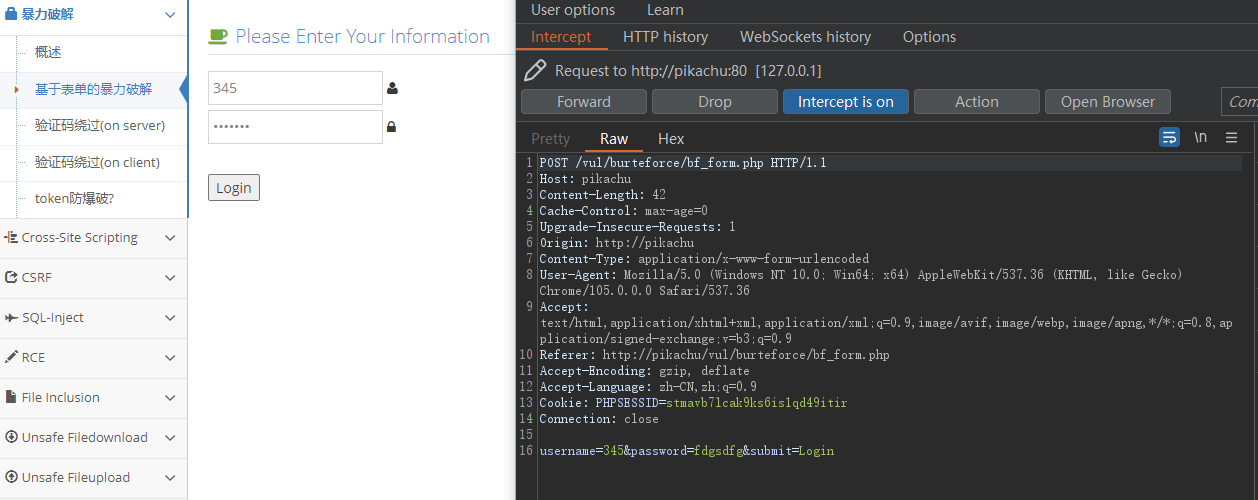 暴力破解
概述
基于表单的暴力破解
验证码绕过(on server)
验证码绕过(on client)
token防爆破?
Cross-Site Scripting
CSRF
SQL-Inject
RCE
File Inclusion
Unsafe Filedownload
Unsafe Fileupload
Please Enter Your Information
345
•••••••
Login
User options Learn
Intercept HTTP history WebSockets history Options
Request to http://pikachu:80 [127.0.0.1]
Forward Drop Intercept is on Action Open Browser Com
Pretty Raw Hex \n
1 POST /vul/burteforce/bf_form.php HTTP/1.1
2 Host: pikachu
3 Content-Length: 42
4 Cache-Control: max-age=0
5 Upgrade-Insecure-Requests: 1
6 Origin: http://pikachu
7 Content-Type: application/x-www-form-urlencoded
8 User-Agent: Mozilla/5.0 (Windows NT 10.0; Win64; x64) AppleWebKit/537.36 (KHTML, like Gecko)
Chrome/105.0.0.0 Safari/537.36
9 Accept:
text/html,application/xhtml+xml,application/xml;q=0.9,image/avif,image/webp,image/apng,*/*;q=0.8,ap
plication/signed-exchange;v=b3;q=0.9
10 Referer: http://pikachu/vul/burteforce/bf_form.php
11 Accept-Encoding: gzip, deflate
12 Accept-Language: zh-CN,zh;q=0.9
13 Cookie: PHPSESSID=stmavb7lcak9ks6is1qd49itir
14 Connection: close
15
16 username=345&password=fdgsdfg&submit=Login